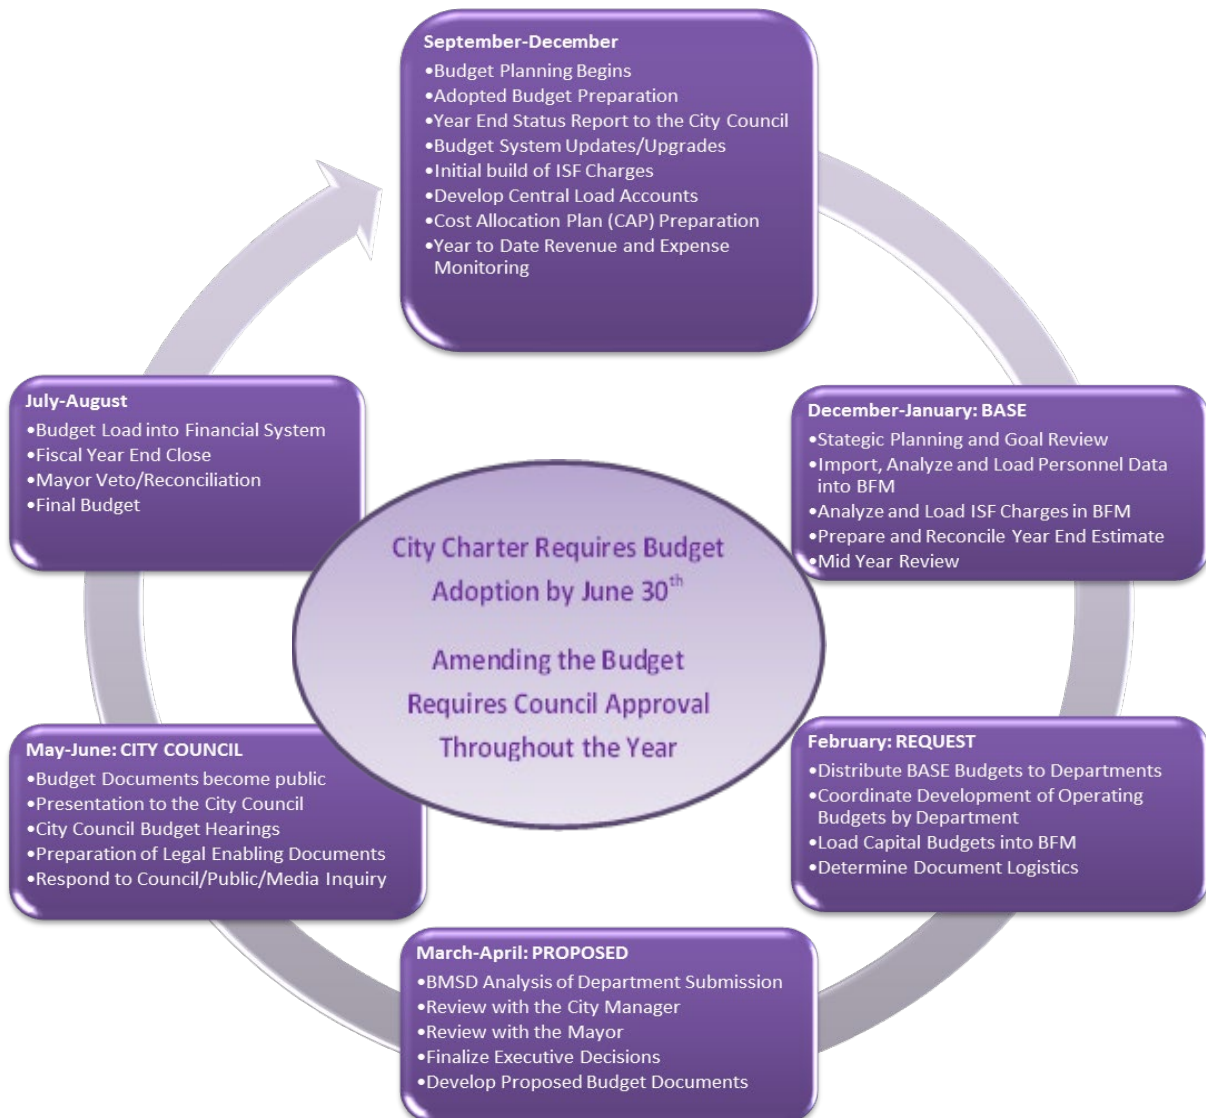 September-December
•Budget Planning Begins
•Adopted Budget Preparation
•Year End Status Report to the City Council
•Budget System Updates/Upgrades
•Initial build of ISF Charges
•Develop Central Load Accounts
•Cost Allocation Plan (CAP) Preparation
•Year to Date Revenue and Expense
Monitoring
December-January: BASE
•Stategic Planning and Goal Review
•Import, Analyze and Load Personnel Data
into BFM
•Analyze and Load ISF Charges in BFM
•Prepare and Reconcile Year End Estimate
•Mid Year Review
February: REQUEST
•Distribute BASE Budgets to Departments
•Coordinate Development of Operating
Budgets by Department
•Load Capital Budgets into BFM
•Determine Document Logistics
March-April: PROPOSED
•BMSD Analysis of Department Submission
•Review with the City Manager
•Review with the Mayor
•Finalize Executive Decisions
•Develop Proposed Budget Documents
May-June: CITY COUNCIL
•Budget Documents become public
•Presentation to the City Council
•City Council Budget Hearings
•Preparation of Legal Enabling Documents
•Respond to Council/Public/Media Inquiry
July-August
•Budget Load into Financial System
•Fiscal Year End Close
•Mayor Veto/Reconciliation
•Final Budget
City Charter Requires Budget
Adoption by June 30th
Amending the Budget
Requires Council Approval
Throughout the Year